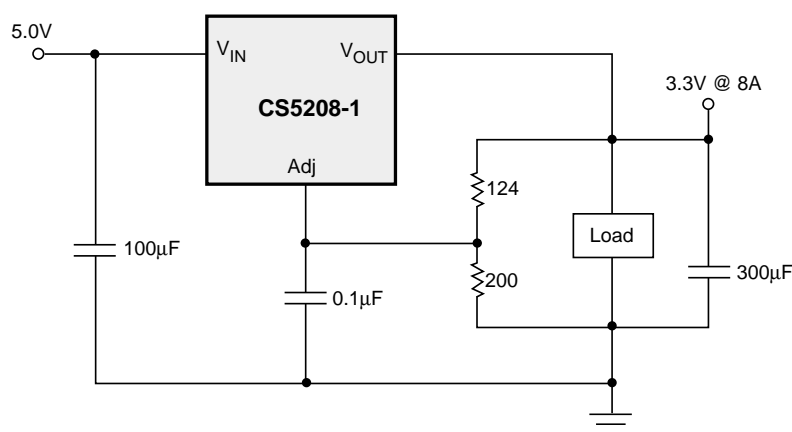 5.0V
VIN
VOUT
3.3V @ 8A
CS5208-1
Adj
124
Load
100µF
300µF
200
0.1µF